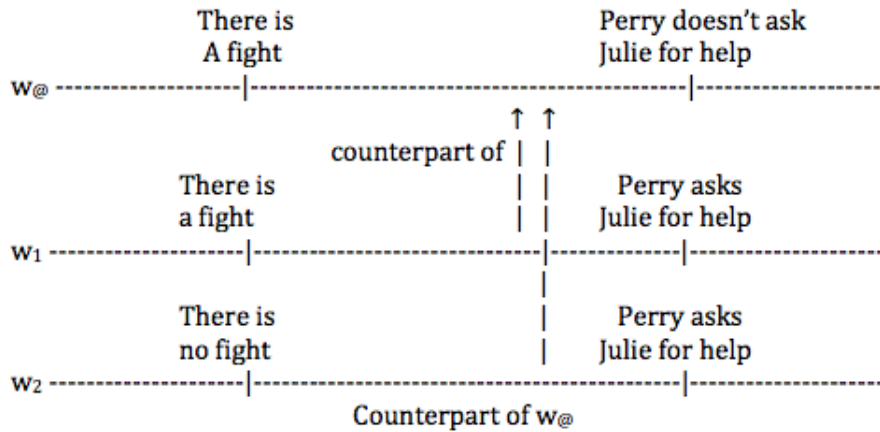 There is Perry doesn’t ask
A fight Julie for help
w@ --------------------|-----------------------------------------------|--------------------
↑ ↑
counterpart of | |
There is | | Perry asks
a fight | | Julie for help
w1 ---------------------|--------------------------------|--------------|---------------------
|
There is | Perry asks
no fight | Julie for help
w2 ---------------------|-----------------------------------------------|---------------------
Counterpart of w@